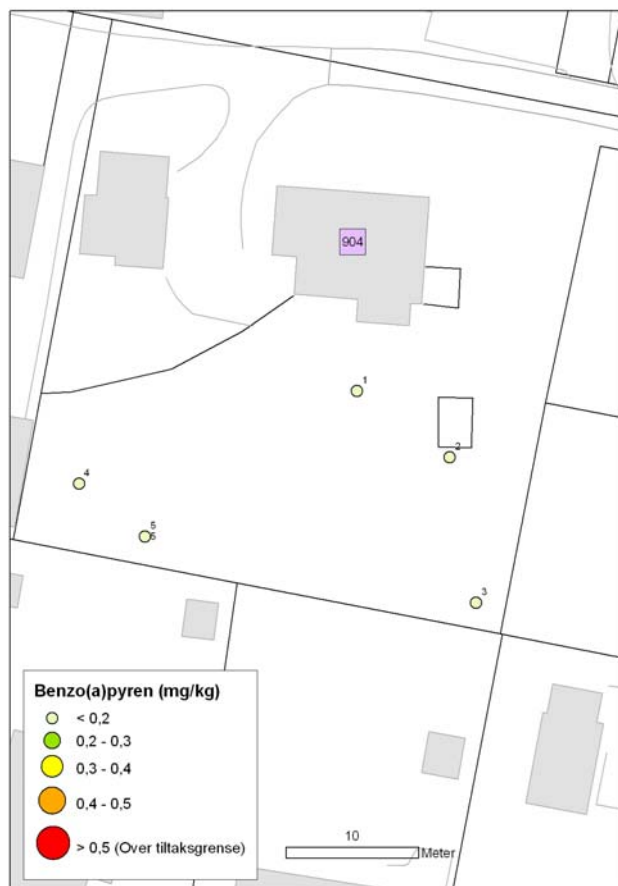 904
1
2
4
5
5
3
Benzo(a)pyren (mg/kg)
< 0,2
0,2 - 0,3
0,3 - 0,4
0,4 - 0,5
> 0,5 (Over tiltaksgrense)
10
Meter